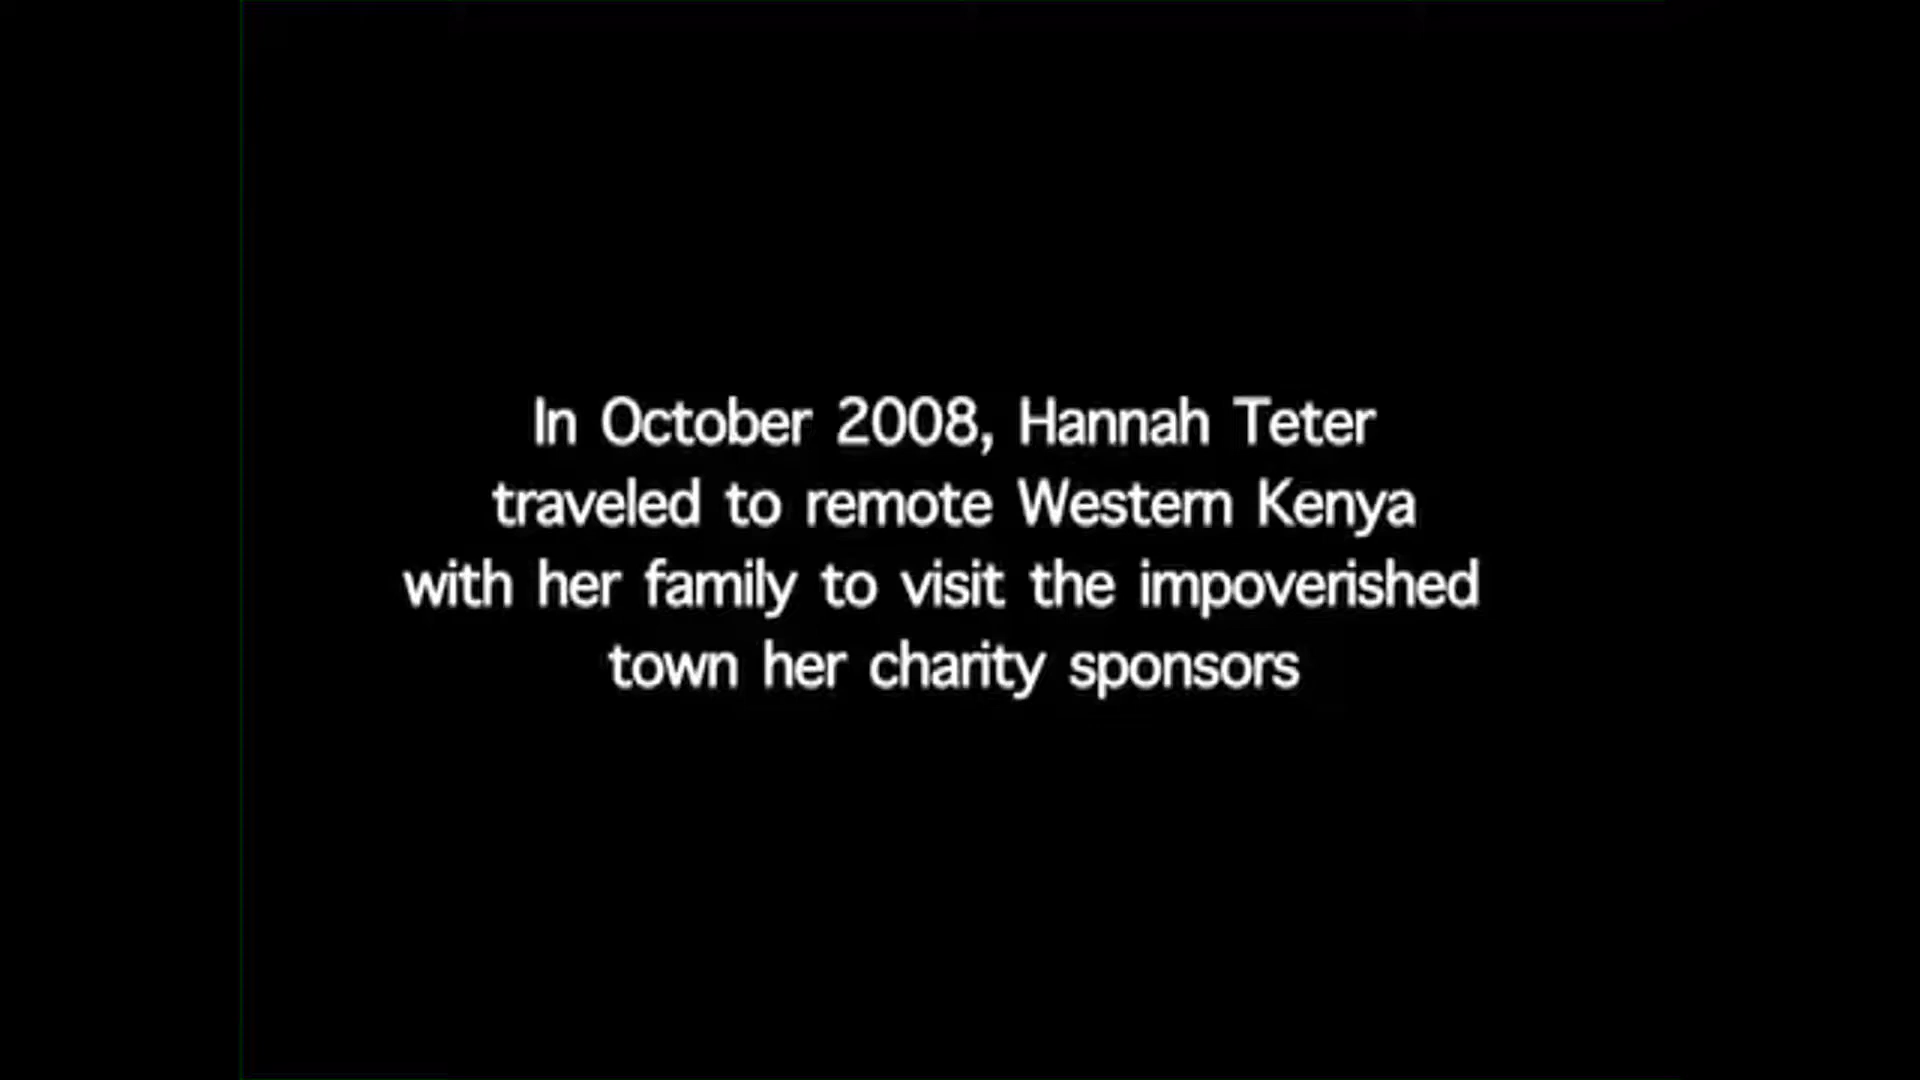 In October 2008, Hannah Teter
traveled to remote Western Kenya
with her family to visit the impoverished
town her charity sponsors